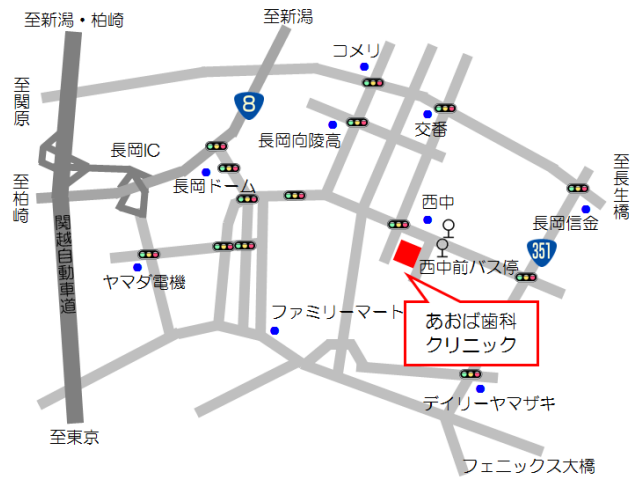 至新潟・柏崎
至新潟
コメリ
至関原
8
交番
長岡向陵高
長岡IC
至長生橋
至柏崎
長岡ドーム
西中
長岡信金
関越自動車道
351
西中前バス停
ヤマダ電機
ファミリーマート
あおば歯科
クリニック
デイリーヤマザキ
至東京
フェニックス大橋